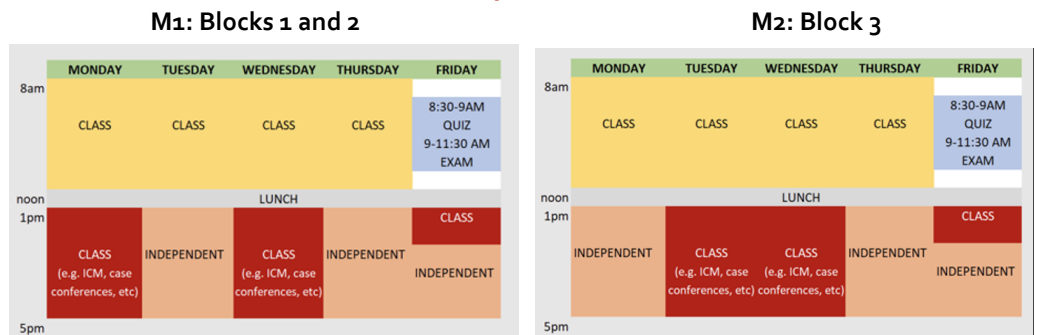 M1: Blocks 1 and 2
MONDAY TUESDAY WEDNESDAY THURSDAY FRIDAY
8am
CLASS CLASS CLASS CLASS
8:30-9AM
QUIZ
9-11:30 AM
EXAM
noon LUNCH
1pm
CLASS
(e.g. ICM, case
conferences, etc)
INDEPENDENT
CLASS
(e.g. ICM, case
conferences, etc)
INDEPENDENT
CLASS
INDEPENDENT
5pm
M2: Block 3
MONDAY TUESDAY WEDNESDAY THURSDAY FRIDAY
8am
CLASS CLASS CLASS CLASS
8:30-9AM
QUIZ
9-11:30 AM
EXAM
noon LUNCH
1pm
INDEPENDENT
CLASS
(e.g. ICM, case
conferences, etc)
CLASS
(e.g. ICM, case
conferences, etc)
INDEPENDENT
CLASS
INDEPENDENT
5pm